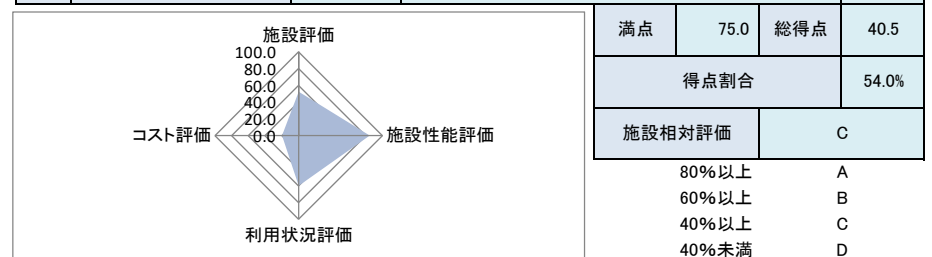 施設評価
100.0
80.0
60.0
40.0
20.0
0.0
コスト評価
施設性能評価
利用状況評価
満点 75.0 総得点 40.5
得点割合 54.0%
施設相対評価 C
80%以上 A
60%以上 B
40%以上 C
40%未満 D